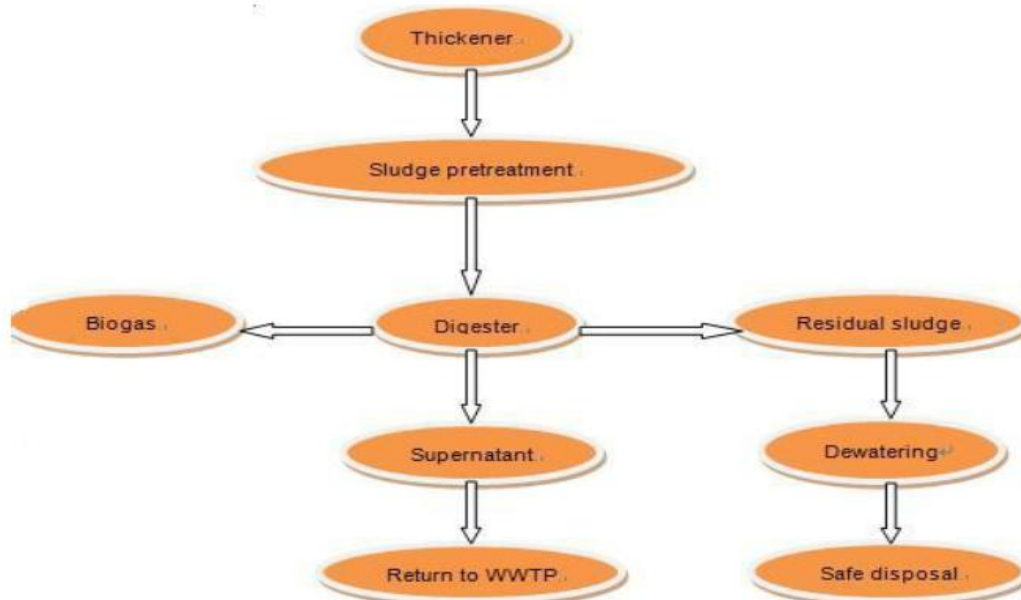 Thickener
Sludge pretreatment
Biogas
Digester
Residual sludge
Supernatant
Dewatering
Return to WWTP
Safe disposal